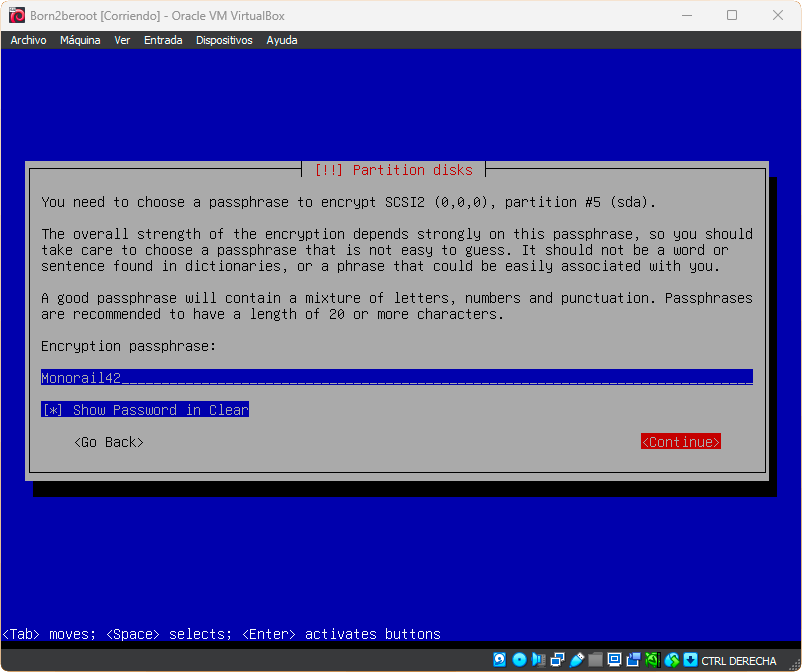 Born2beroot [Corriendo] - Oracle VM VirtualBox
Archivo Máquina Ver Entrada Dispositivos Ayuda
[!!] Partition disks
You need to choose a passphrase to encrypt SCSI2 (0,0,0), partition #5 (sda).
The overall strength of the encryption depends strongly on this passphrase, so you should
take care to choose a passphrase that is not easy to guess. It should not be a word or
sentence found in dictionaries, or a phrase that could be easily associated with you.
A good passphrase will contain a mixture of letters, numbers and punctuation. Passphrases
are recommended to have a length of 20 or more characters.
Encryption passphrase:
Monorail42
[*] Show Password in Clear
<Go Back> <Continue>
<Tab> moves; <Space> selects; <Enter> activates buttons
CTRL DERECHA